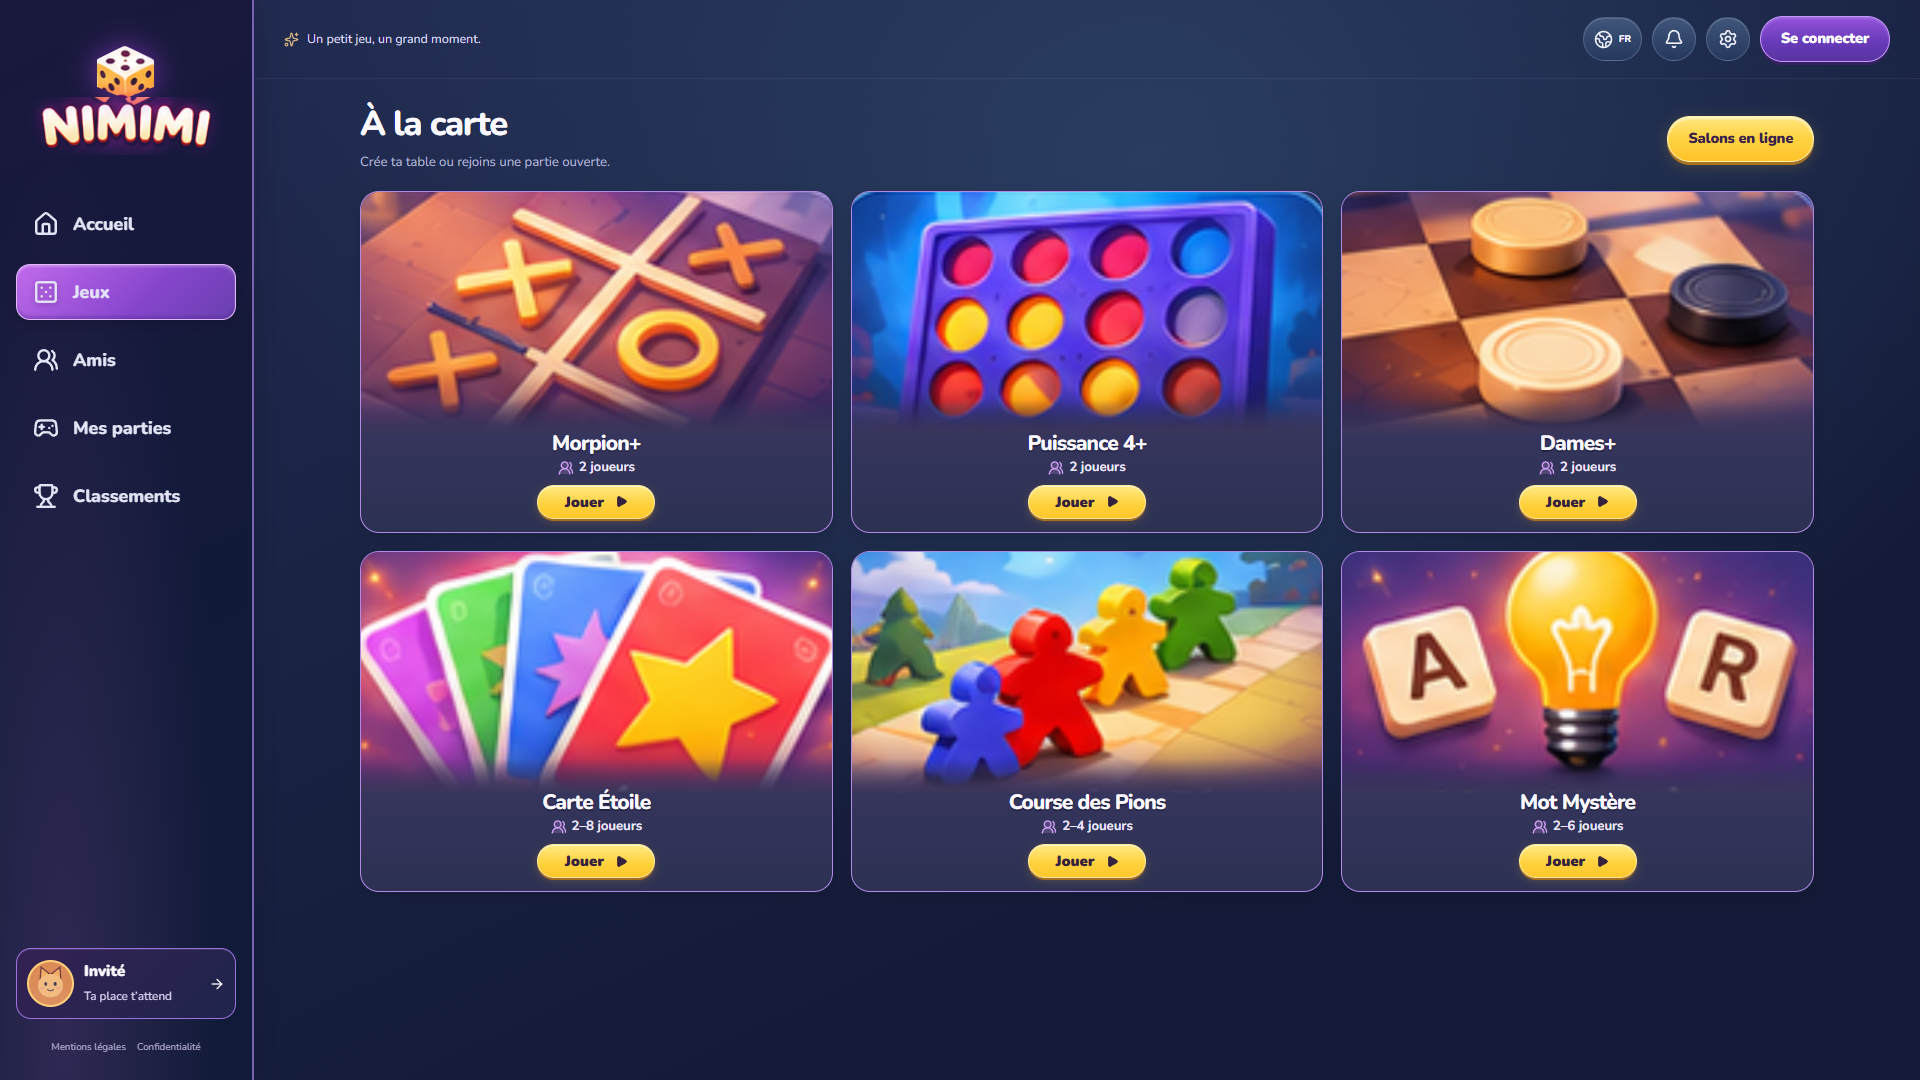 NIMIMI
Accueil
Jeux
Amis
Mes parties
Classements
Invité
Ta place t'attend
Mentions légales Confidentialité
Un petit jeu, un grand moment.
FR
Se connecter
À la carte
Crée ta table ou rejoins une partie ouverte.
Salons en ligne
Morpion+
2 joueurs
Jouer
Puissance 4+
2 joueurs
Jouer
Dames+
2 joueurs
Jouer
Carte Étoile
2–8 joueurs
Jouer
Course des Pions
2–4 joueurs
Jouer
A R
Mot Mystère
2–6 joueurs
Jouer